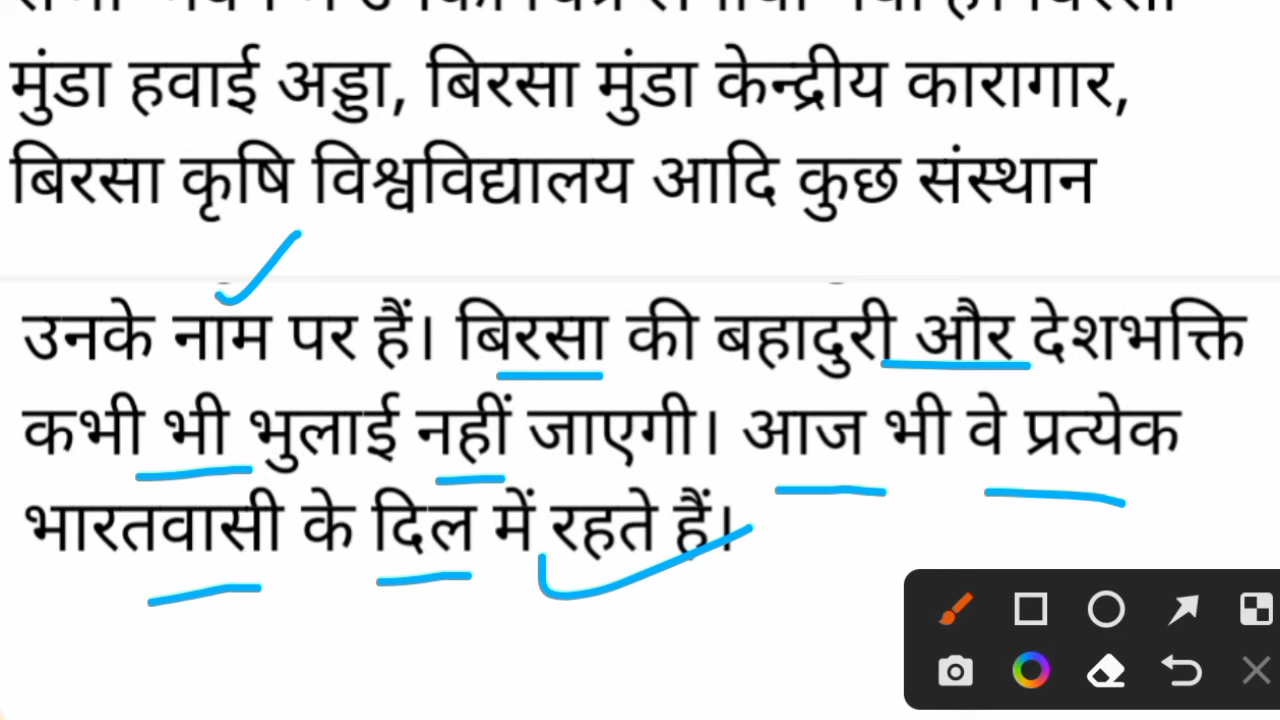 मुंडा हवाई अड्डा, बिरसा मुंडा केन्द्रीय कारागार,
बिरसा कृषि विश्वविद्यालय आदि कुछ संस्थान
उनके नाम पर हैं। बिरसा की बहादुरी और देशभक्ति
कभी भी भुलाई नहीं जाएगी। आज भी वे प्रत्येक
भारतवासी के दिल में रहते हैं।